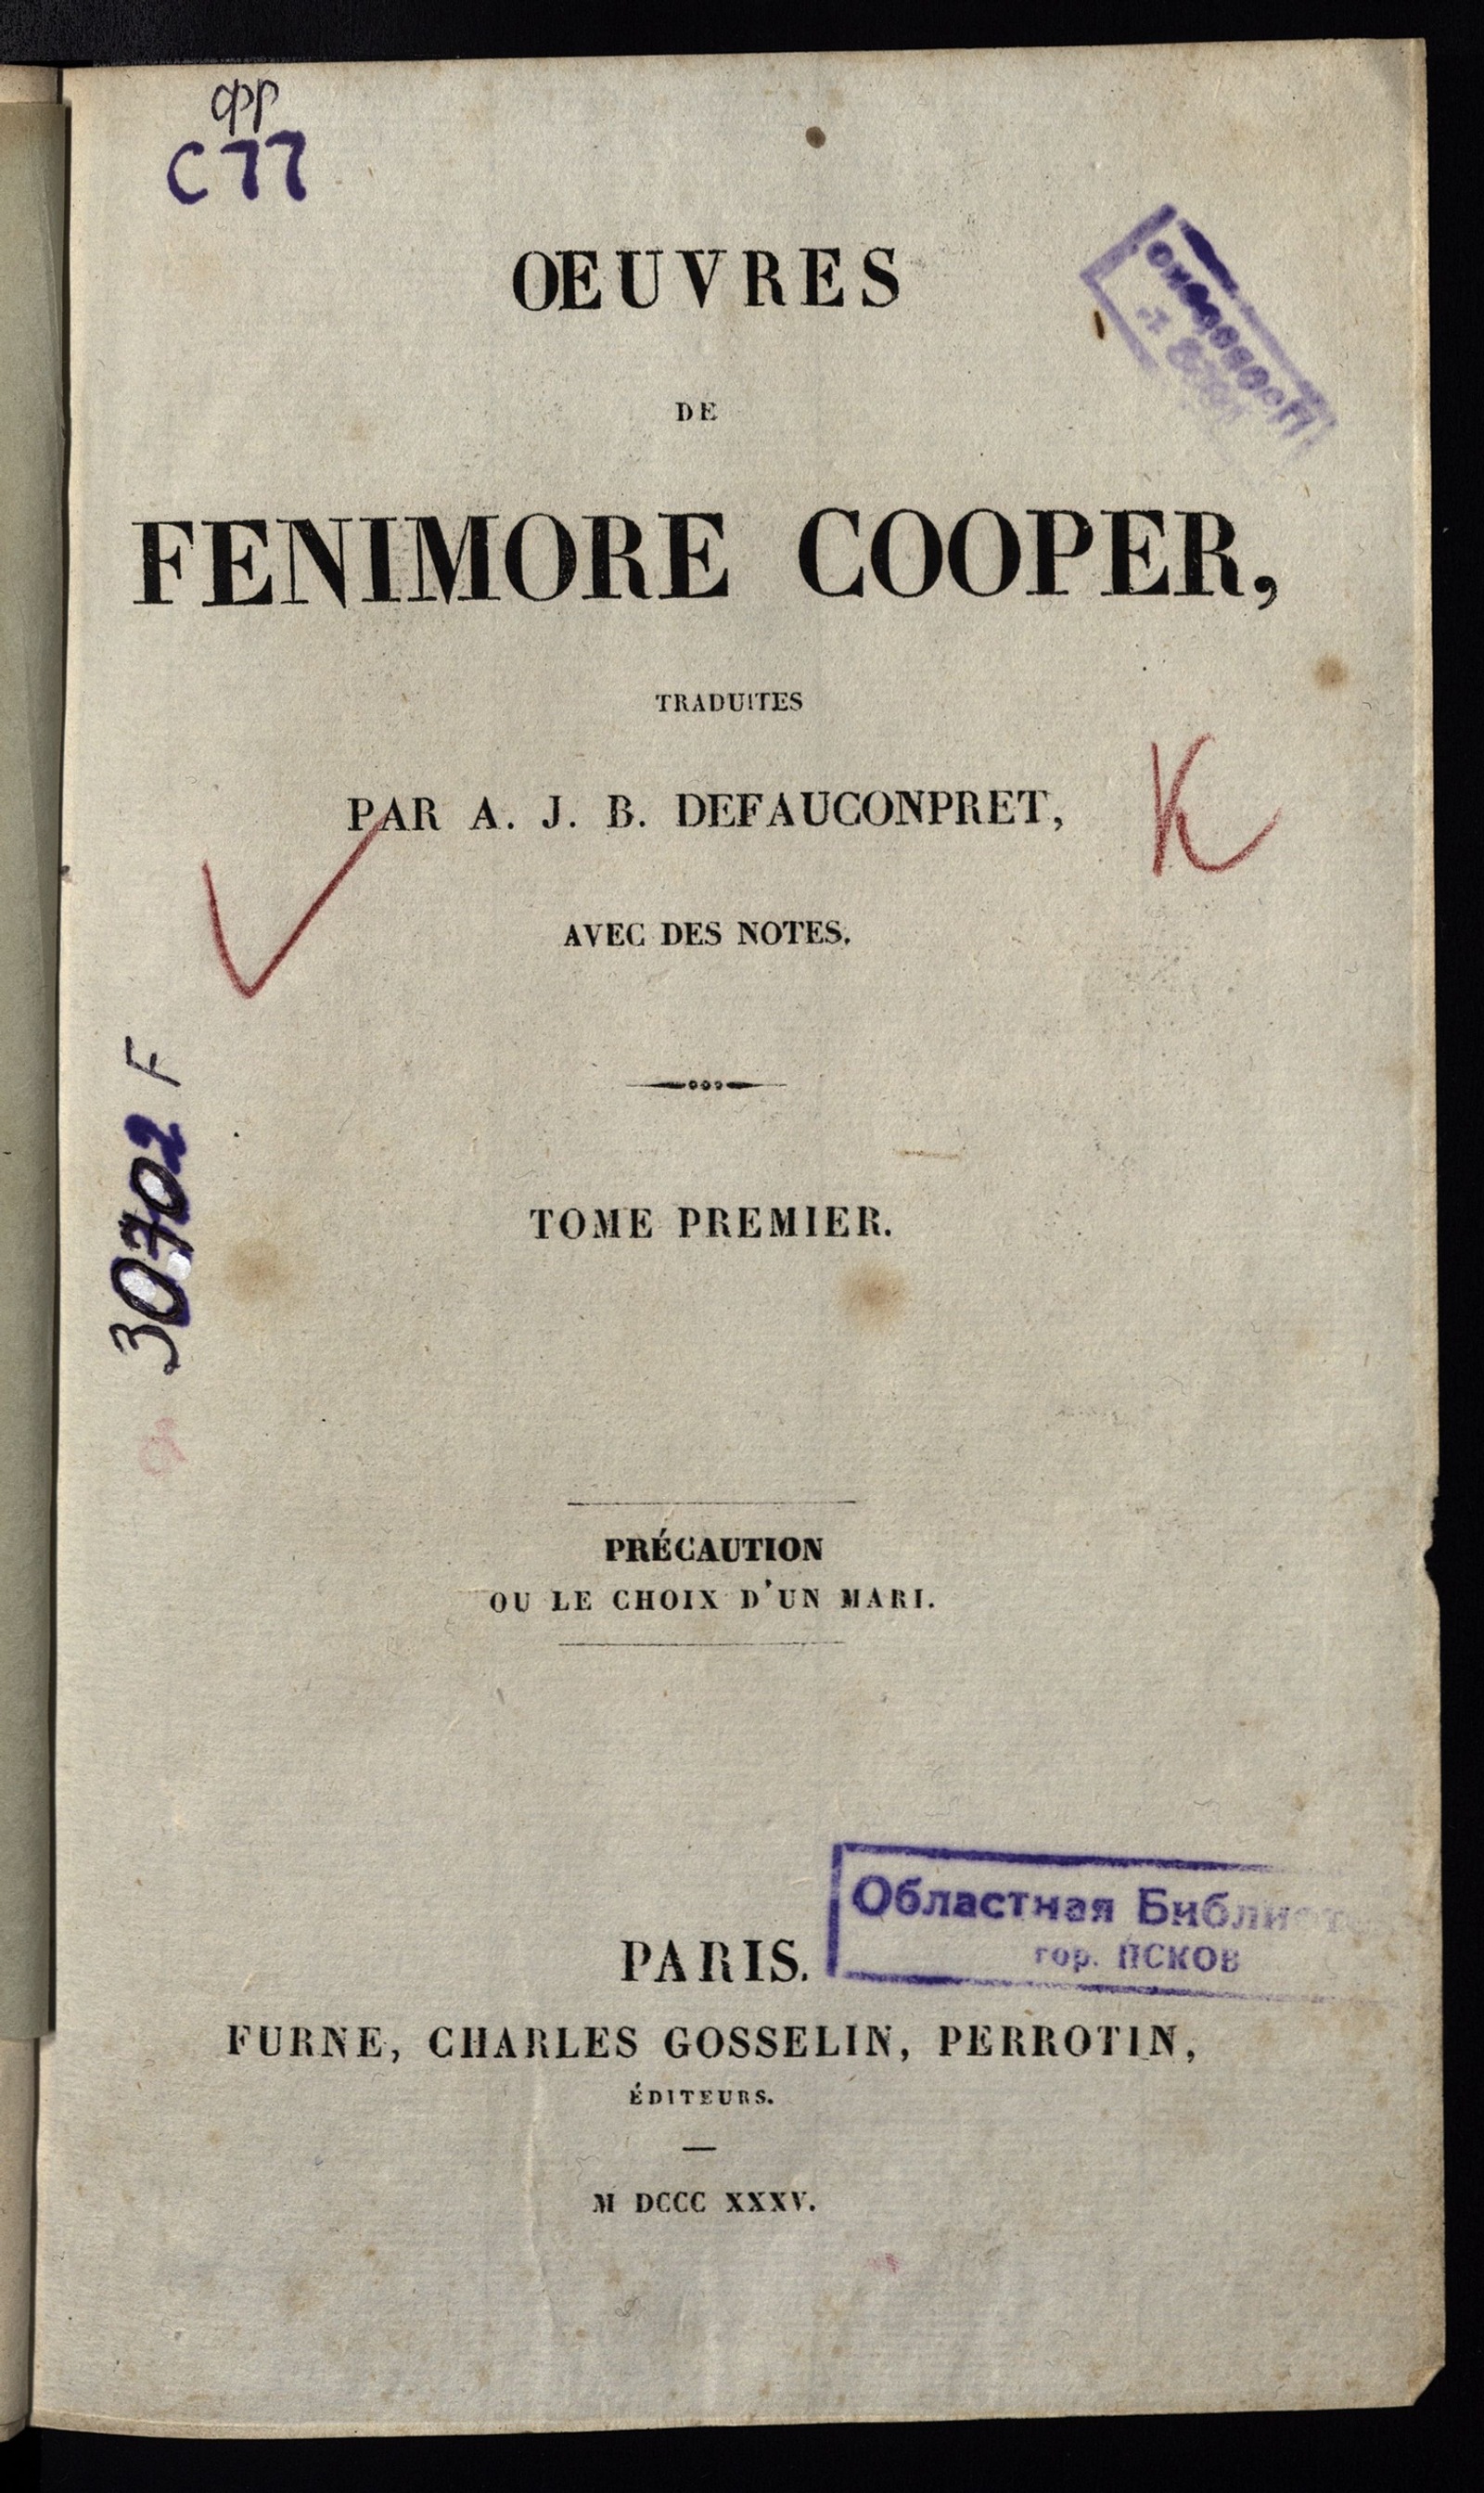 фр
С77
OEUVRES
DE
FENIMORE COOPER,
TRADUITES
PAR A. J. B. DEFAUCONPRET,
K
AVEC DES NOTES.
30702 F
TOME PREMIER.
PRÉCAUTION
OU LE CHOIX D'UN MARI.
Областная Библиот
гор. ПСКОВ
PARIS.
FURNE, CHARLES GOSSELIN, PERROTIN,
ÉDITEURS.
M DCCC XXXV.